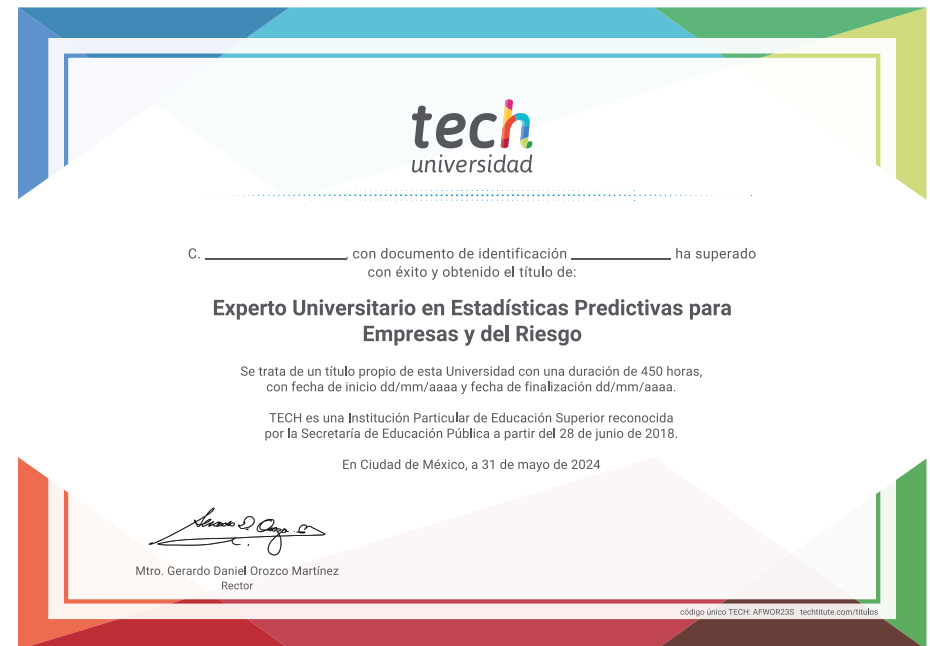 tech
universidad
C. ____________, con documento de identificación ____________ ha superado
con éxito y obtenido el título de:
Experto Universitario en Estadísticas Predictivas para
Empresas y del Riesgo
Se trata de un título propio de esta Universidad con una duración de 450 horas,
con fecha de inicio dd/mm/aaaa y fecha de finalización dd/mm/aaaa.
TECH es una Institución Particular de Educación Superior reconocida
por la Secretaría de Educación Pública a partir del 28 de junio de 2018.
En Ciudad de México, a 31 de mayo de 2024
Mtro. Gerardo Daniel Orozco Martínez
Rector
código único TECH: AFWOR23S techtitute.com/titulos